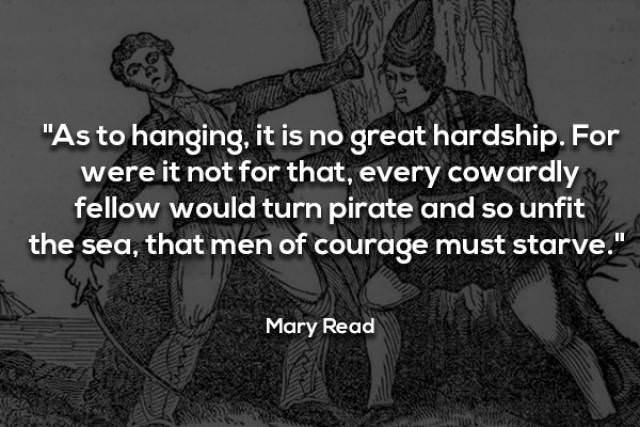 "As to hanging, it is no great hardship. For
were it not for that, every cowardly
fellow would turn pirate and so unfit
the sea, that men of courage must starve."
Mary Read